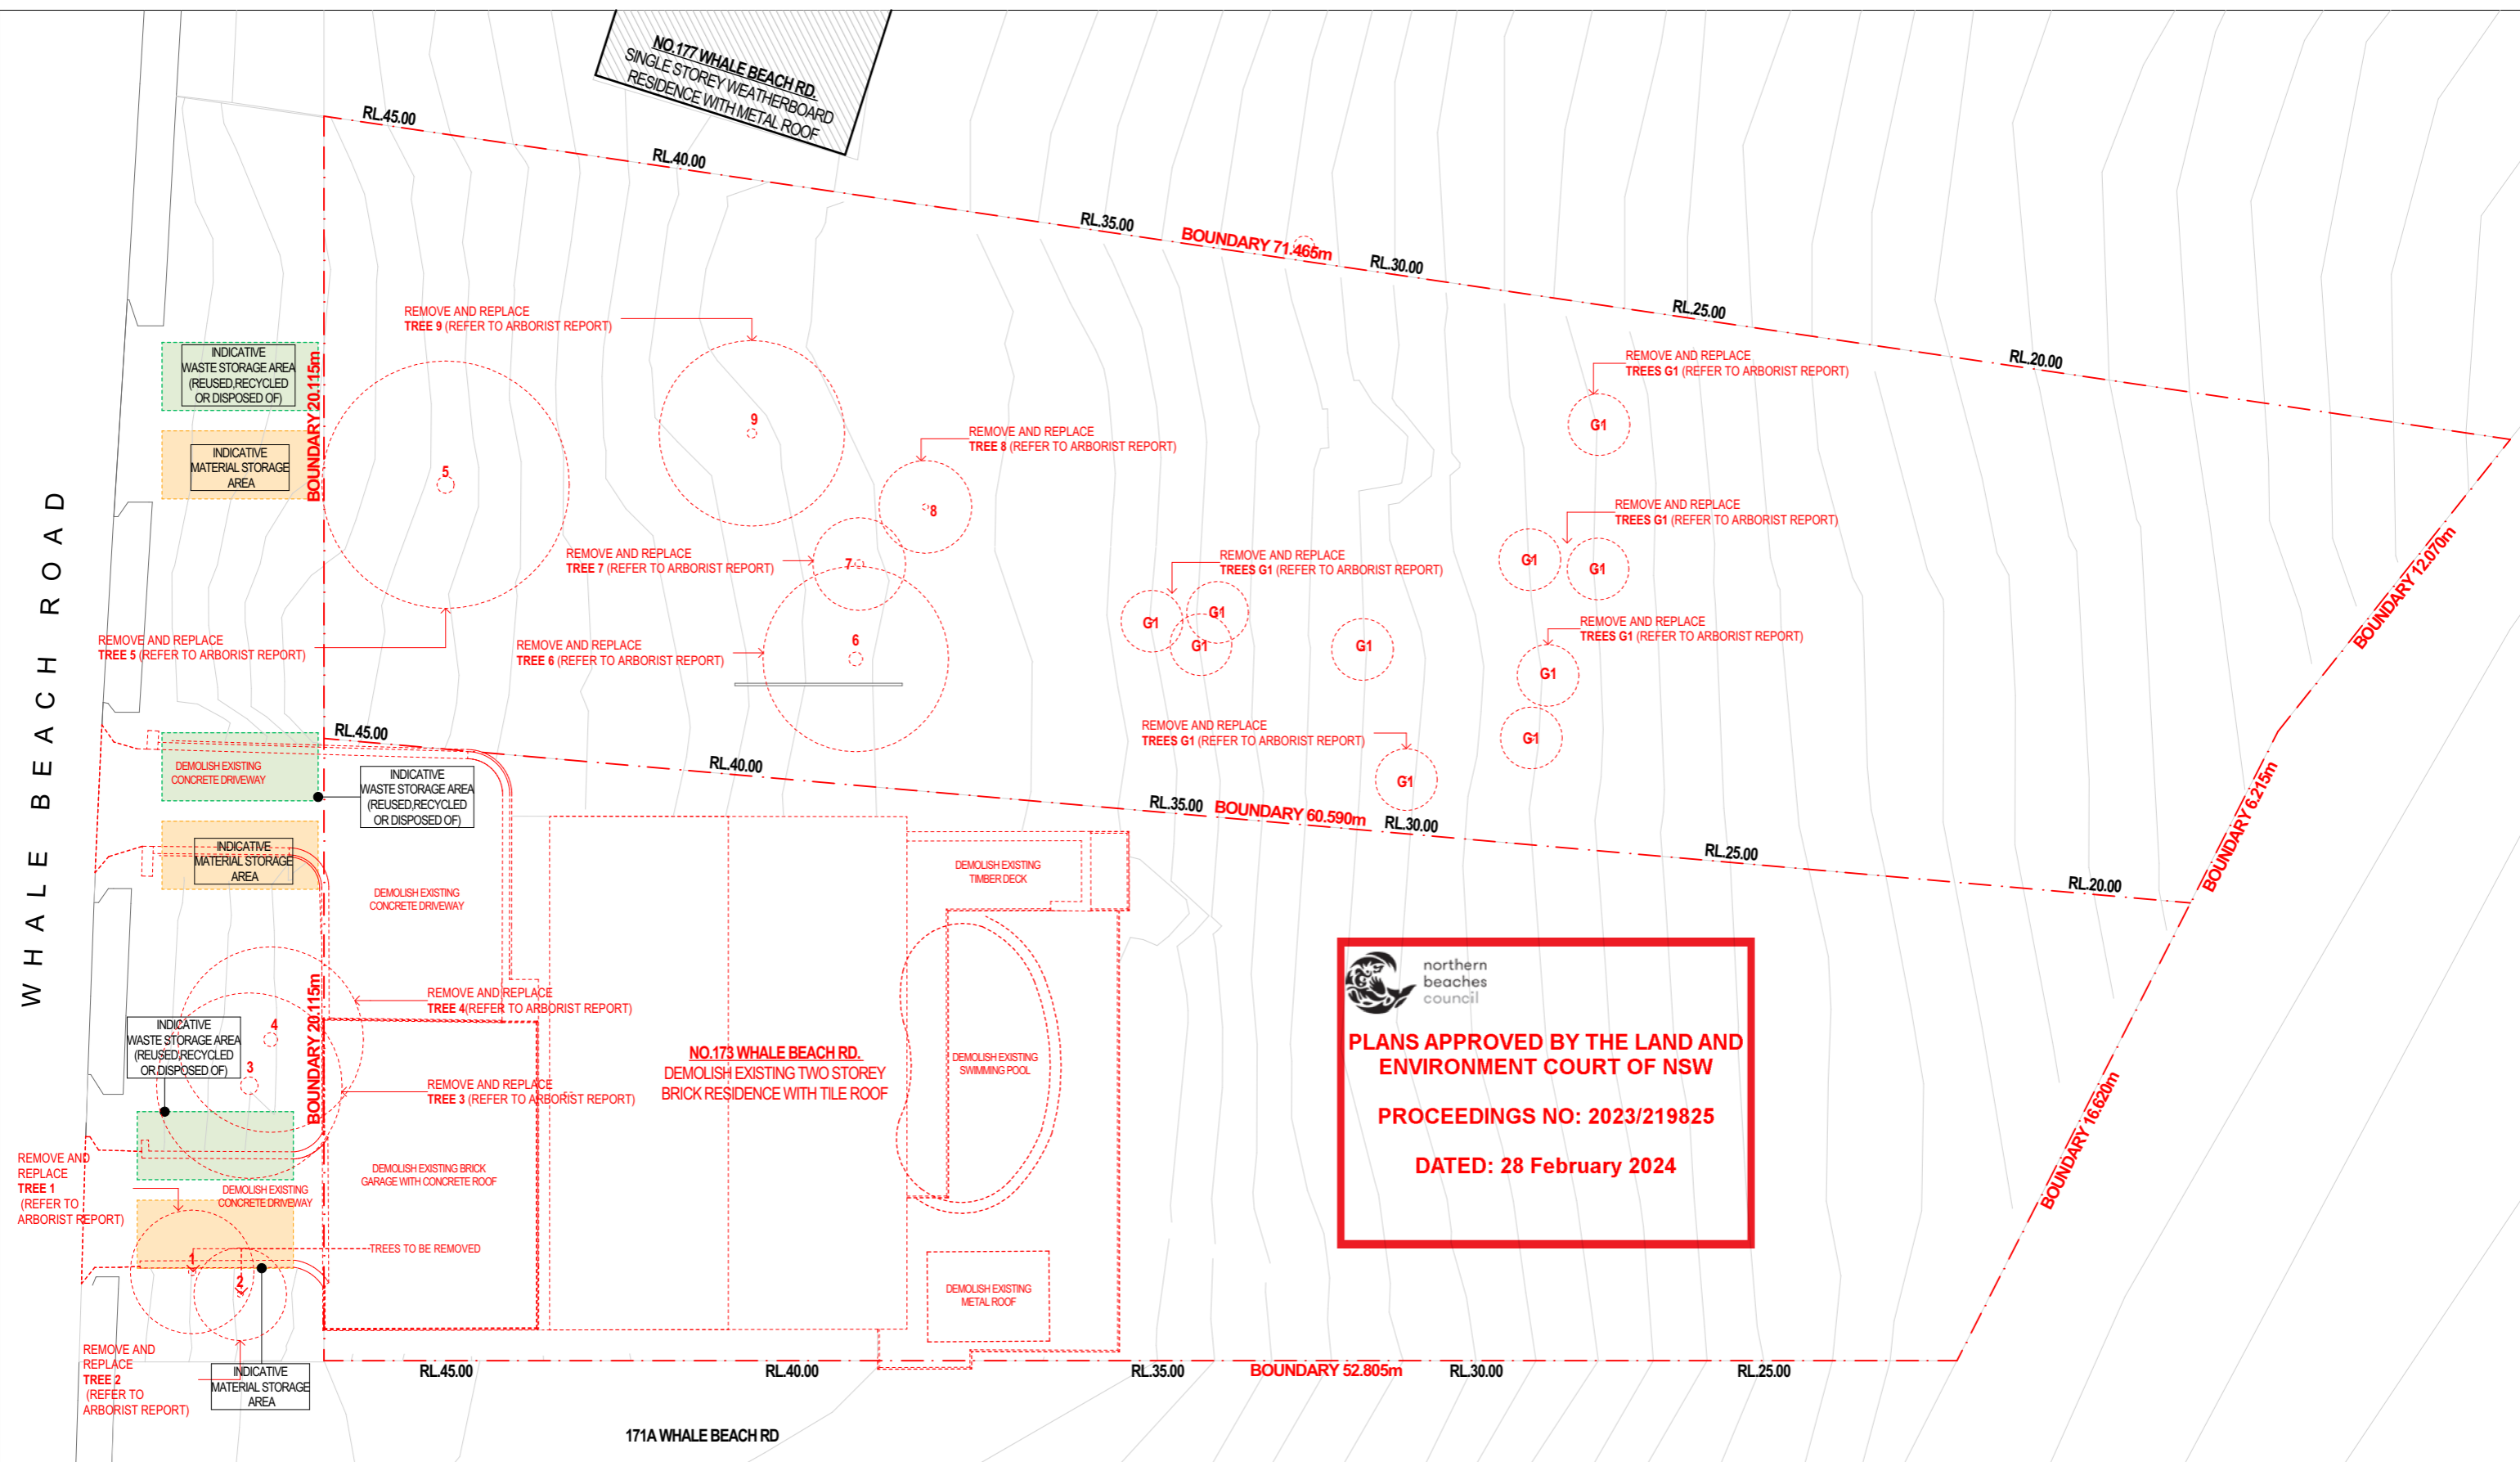 NO.177 WHALE BEACH RD.
SINGLE STOREY WEATHERBOARD
RESIDENCE WITH METAL ROOF
RL.45.00
RL.40.00
RL.35.00
BOUNDARY 71.465m
RL.30.00
RL.25.00
RL.20.00
REMOVE AND REPLACE
TREE 9 (REFER TO ARBORIST REPORT)
INDICATIVE
WASTE STORAGE AREA
(REUSED,RECYCLED
OR DISPOSED OF)
BOUNDARY 20.115m
INDICATIVE
MATERIAL STORAGE
AREA
5
9
REMOVE AND REPLACE
TREE 8 (REFER TO ARBORIST REPORT)
8
REMOVE AND REPLACE
TREES G1 (REFER TO ARBORIST REPORT)
G1
REMOVE AND REPLACE
TREES G1 (REFER TO ARBORIST REPORT)
G1
G1
REMOVE AND REPLACE
TREE 7 (REFER TO ARBORIST REPORT)
7
REMOVE AND REPLACE
TREES G1 (REFER TO ARBORIST REPORT)
G1
G1
G1
G1
REMOVE AND REPLACE
TREES G1 (REFER TO ARBORIST REPORT)
G1
G1
BOUNDARY 12.070m
WHALE BEACH ROAD
REMOVE AND REPLACE
TREE 5 (REFER TO ARBORIST REPORT)
REMOVE AND REPLACE
TREE 6 (REFER TO ARBORIST REPORT)
6
REMOVE AND REPLACE
TREES G1 (REFER TO ARBORIST REPORT)
G1
BOUNDARY 6.215m
RL.45.00
RL.40.00
RL.35.00
BOUNDARY 60.590m
RL.30.00
RL.25.00
RL.20.00
DEMOLISH EXISTING
CONCRETE DRIVEWAY
INDICATIVE
WASTE STORAGE AREA
(REUSED,RECYCLED
OR DISPOSED OF)
INDICATIVE
MATERIAL STORAGE
AREA
DEMOLISH EXISTING
CONCRETE DRIVEWAY
DEMOLISH EXISTING
TIMBER DECK
BOUNDARY 20.115m
REMOVE AND REPLACE
TREE 4(REFER TO ARBORIST REPORT)
4
INDICATIVE
WASTE STORAGE AREA
(REUSED,RECYCLED
OR DISPOSED OF)
3
REMOVE AND REPLACE
TREE 3 (REFER TO ARBORIST REPORT)
NO.173 WHALE BEACH RD.
DEMOLISH EXISTING TWO STOREY
BRICK RESIDENCE WITH TILE ROOF
DEMOLISH EXISTING
SWIMMING POOL
northern
beaches
council
PLANS APPROVED BY THE LAND AND
ENVIRONMENT COURT OF NSW
PROCEEDINGS NO: 2023/219825
DATED: 28 February 2024
BOUNDARY 16.620m
REMOVE AND
REPLACE
TREE 1
(REFER TO
ARBORIST REPORT)
DEMOLISH EXISTING
CONCRETE DRIVEWAY
DEMOLISH EXISTING BRICK
GARAGE WITH CONCRETE ROOF
TREES TO BE REMOVED
1
2
DEMOLISH EXISTING
METAL ROOF
REMOVE AND
REPLACE
TREE 2
(REFER TO
ARBORIST REPORT)
INDICATIVE
MATERIAL STORAGE
AREA
RL.45.00
RL.40.00
RL.35.00
BOUNDARY 52.805m
RL.30.00
RL.25.00
171A WHALE BEACH RD